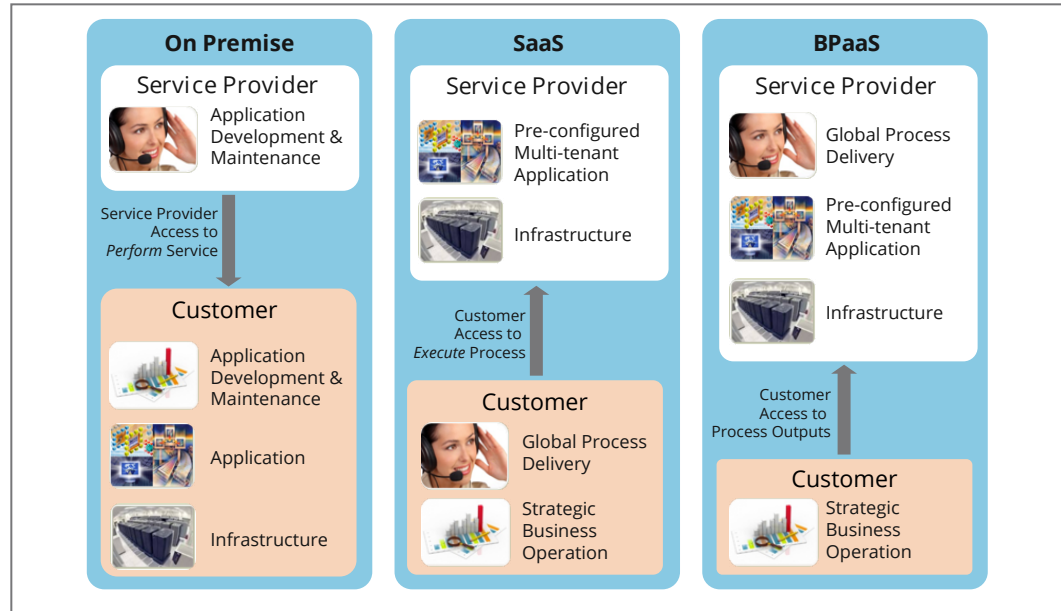 On Premise
Service Provider
Application
Development &
Maintenance
Service Provider
Access to
Perform Service
Customer
Application
Development &
Maintenance
Application
Infrastructure
SaaS
Service Provider
Pre-configured
Multi-tenant
Application
Infrastructure
Customer
Access to
Execute Process
Customer
Global Process
Delivery
Strategic
Business
Operation
BPaaS
Service Provider
Global Process
Delivery
Pre-configured
Multi-tenant
Application
Infrastructure
Customer
Access to
Process Outputs
Customer
Strategic
Business
Operation